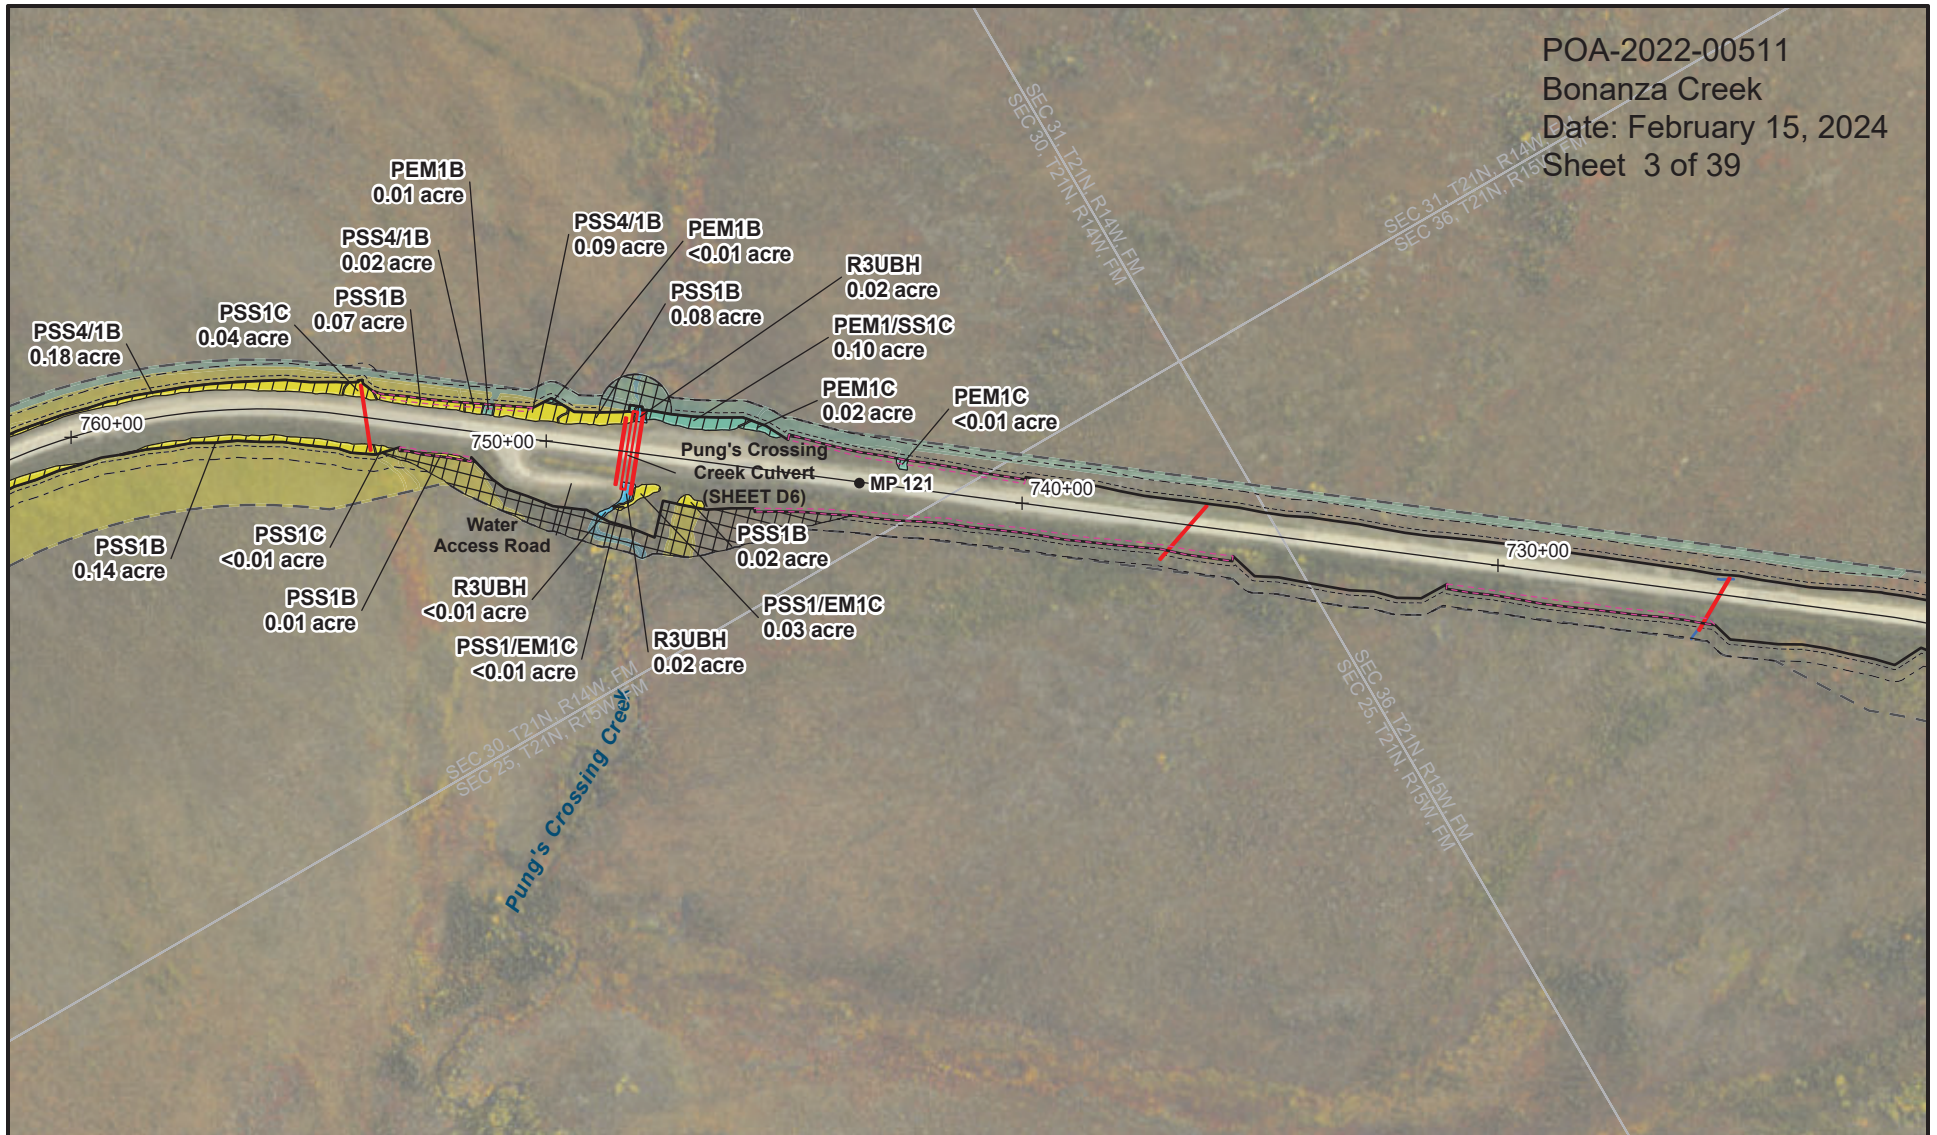 POA-2022-00511
Bonanza Creek
Date: February 15, 2024
Sheet 3 of 39
SEC 31, T21N, R14W, FM
SEC 30, T21N, R14W, FM
SEC 31, T21N, R14W, FM
SEC 36, T21N, R15W, FM
PEM1B
0.01 acre
PSS4/1B
0.02 acre
PSS1B
0.07 acre
PSS1C
0.04 acre
PSS4/1B
0.18 acre
PSS4/1B
0.09 acre
PEM1B
<0.01 acre
PSS1B
0.08 acre
R3UBH
0.02 acre
PEM1/SS1C
0.10 acre
PEM1C
0.02 acre
PEM1C
<0.01 acre
760+00
750+00
740+00
730+00
Pung's Crossing
Creek Culvert
(SHEET D6)
MP 121
Water
Access Road
PSS1B
0.14 acre
PSS1C
<0.01 acre
PSS1B
0.01 acre
R3UBH
<0.01 acre
PSS1/EM1C
<0.01 acre
R3UBH
0.02 acre
PSS1/EM1C
0.03 acre
PSS1B
0.02 acre
SEC 30, T21N, R14W, FM
SEC 25, T21N, R15W, FM
SEC 36, T21N, R15W, FM
SEC 25, T21N, R15W, FM
Pung's Crossing Creek